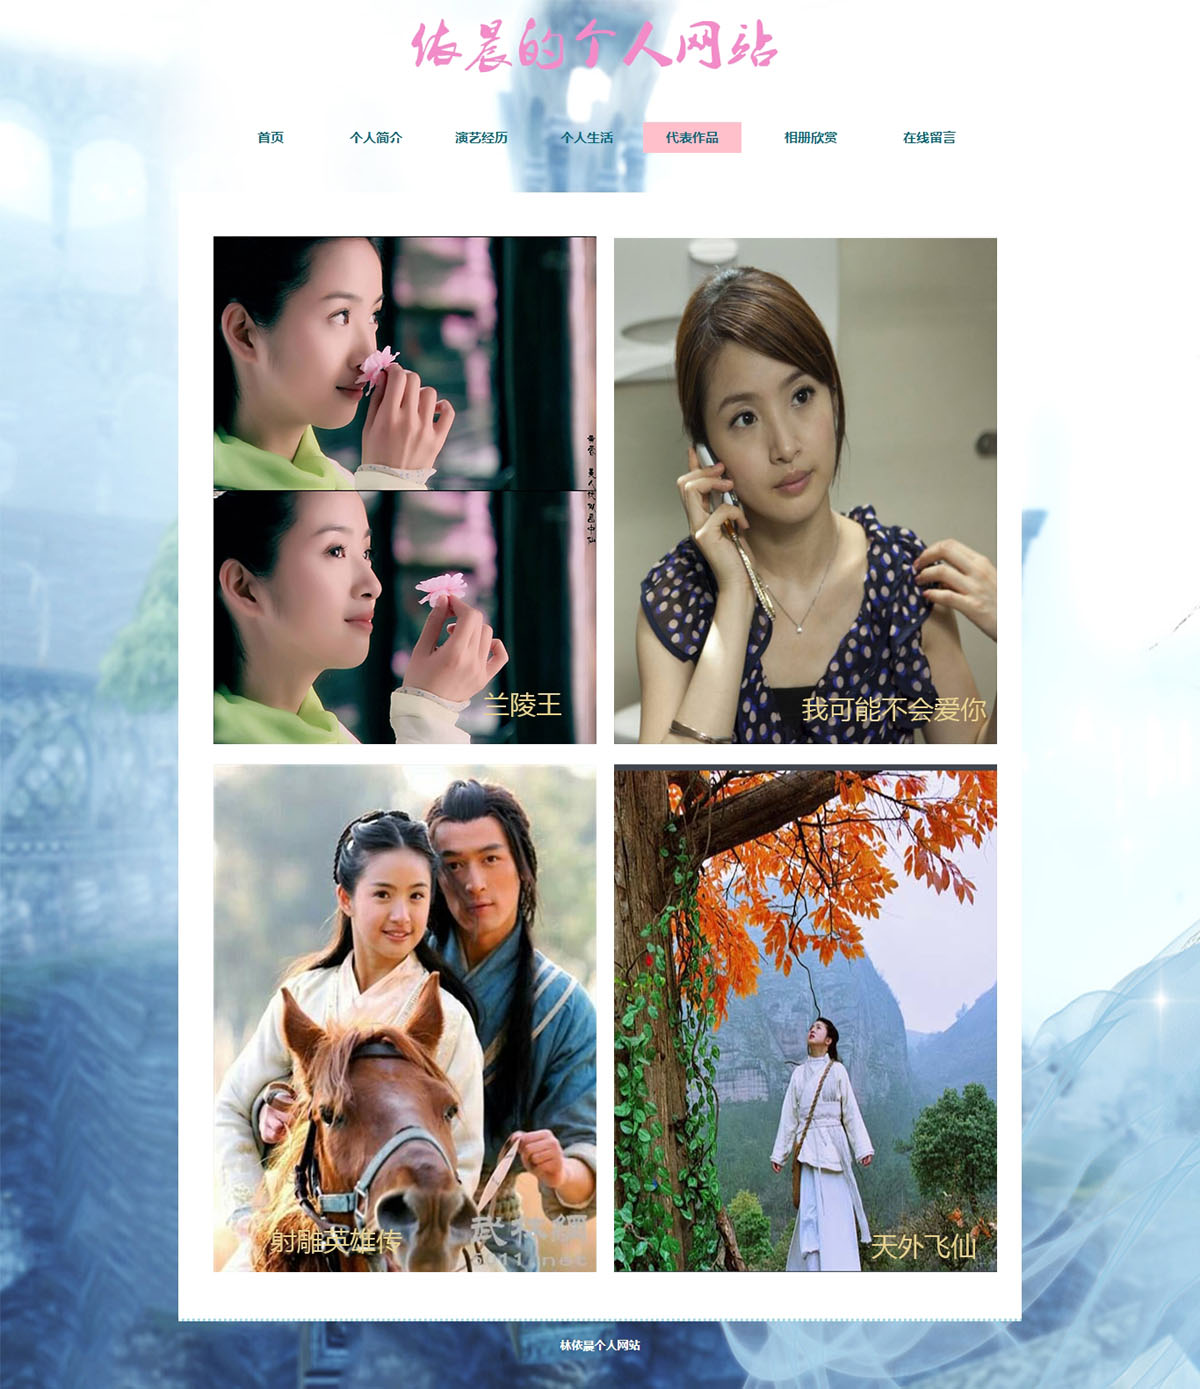 依晨的个人网站
首页 个人简介 演艺经历 个人生活 代表作品 相册欣赏 在线留言
兰陵王
我可能不会爱你
射雕英雄传
武林網
天外飞仙
林依晨个人网站